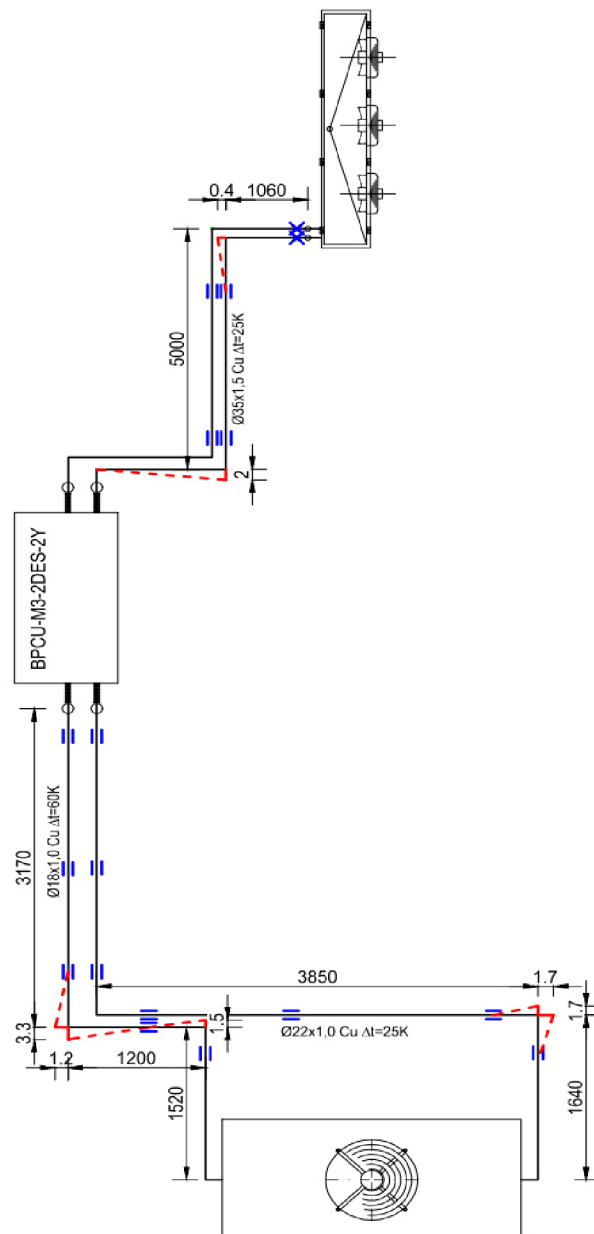 0.4 1060
5000
Ø35x1,5 Cu Δt=25K
2
BPCU-M3-2DES-2Y
3170
Ø18x1,0 Cu Δt=60K
3850 1.7
1.7
1.5
Ø22x1,0 Cu Δt=25K
3.3
1.2 1200
1520
1640